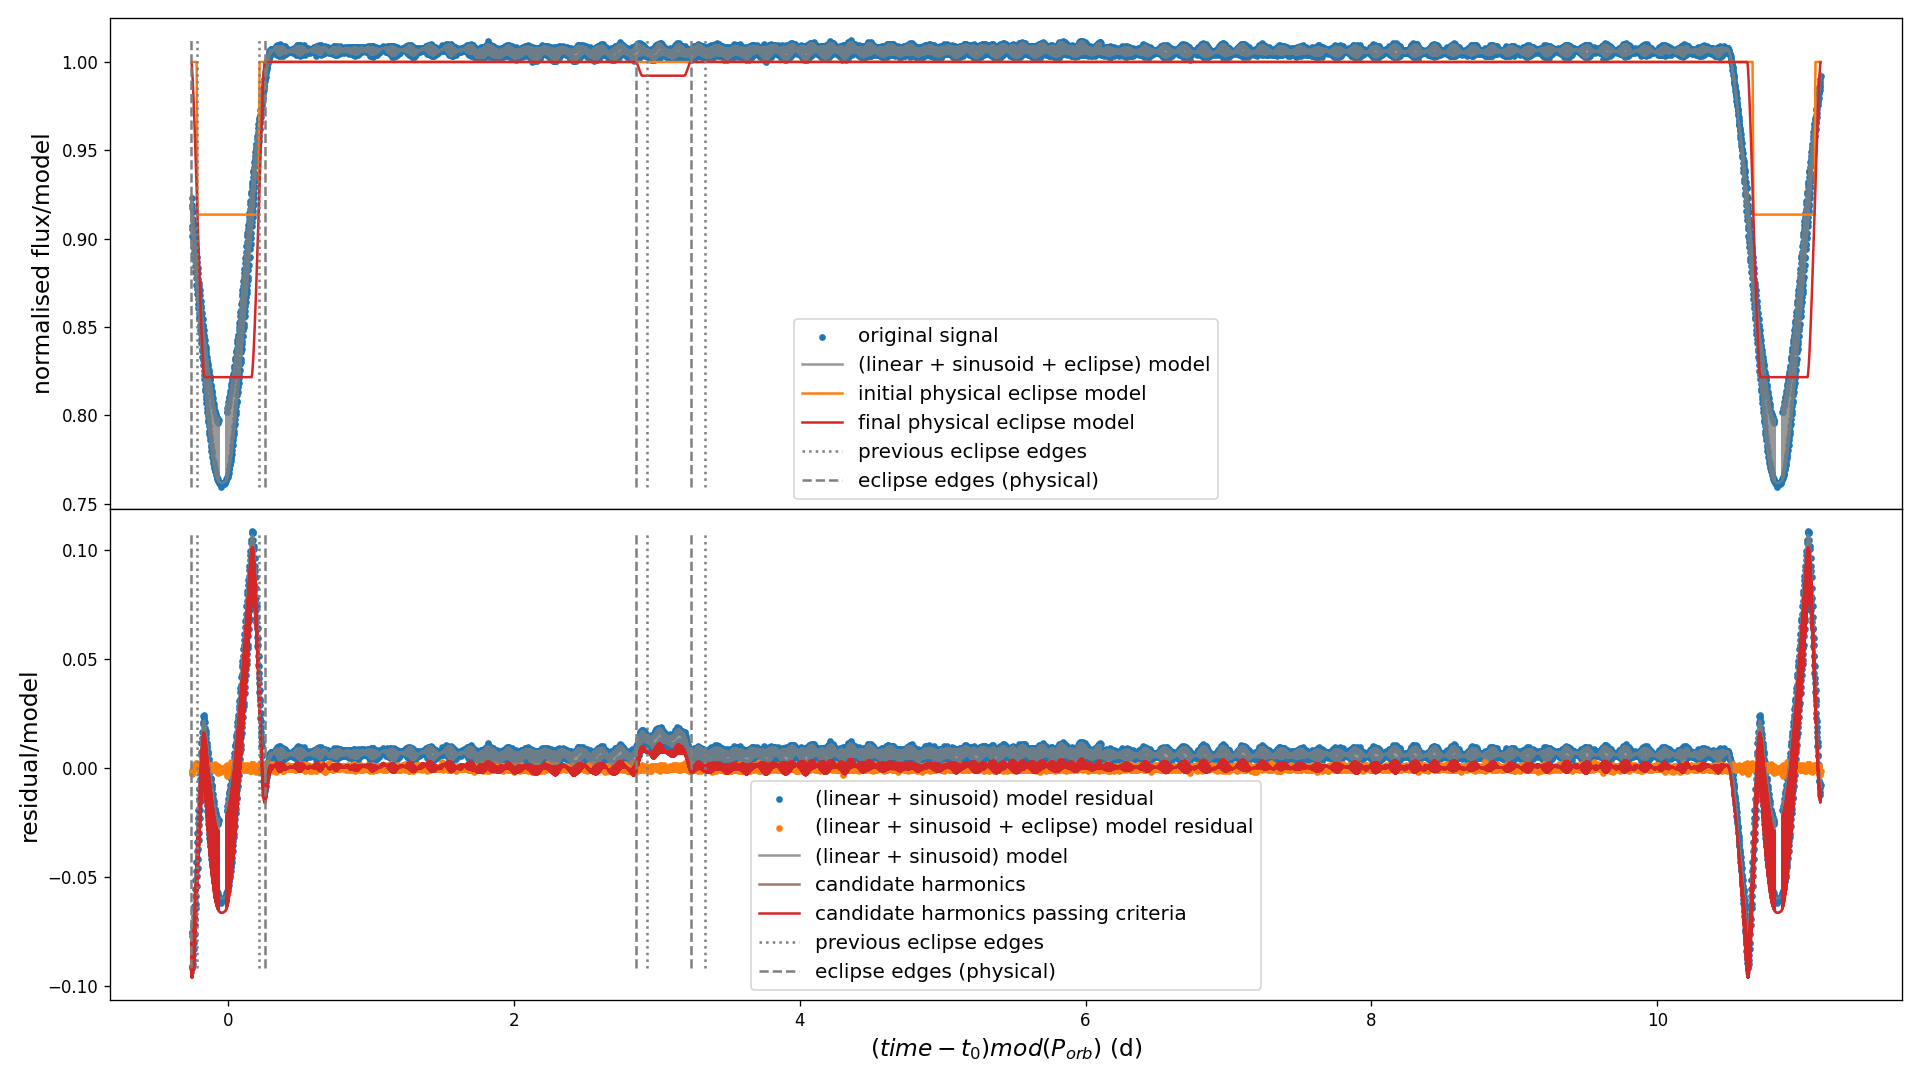 normalised flux/model
1.00
0.95
0.90
0.85
0.80
0.75
original signal
(linear + sinusoid + eclipse) model
initial physical eclipse model
final physical eclipse model
previous eclipse edges
eclipse edges (physical)
residual/model
0.10
0.05
0.00
−0.05
−0.10
(linear + sinusoid) model residual
(linear + sinusoid + eclipse) model residual
(linear + sinusoid) model
candidate harmonics
candidate harmonics passing criteria
previous eclipse edges
eclipse edges (physical)
0 2 4 6 8 10
(time − t₀)mod(Pₒᵣb) (d)